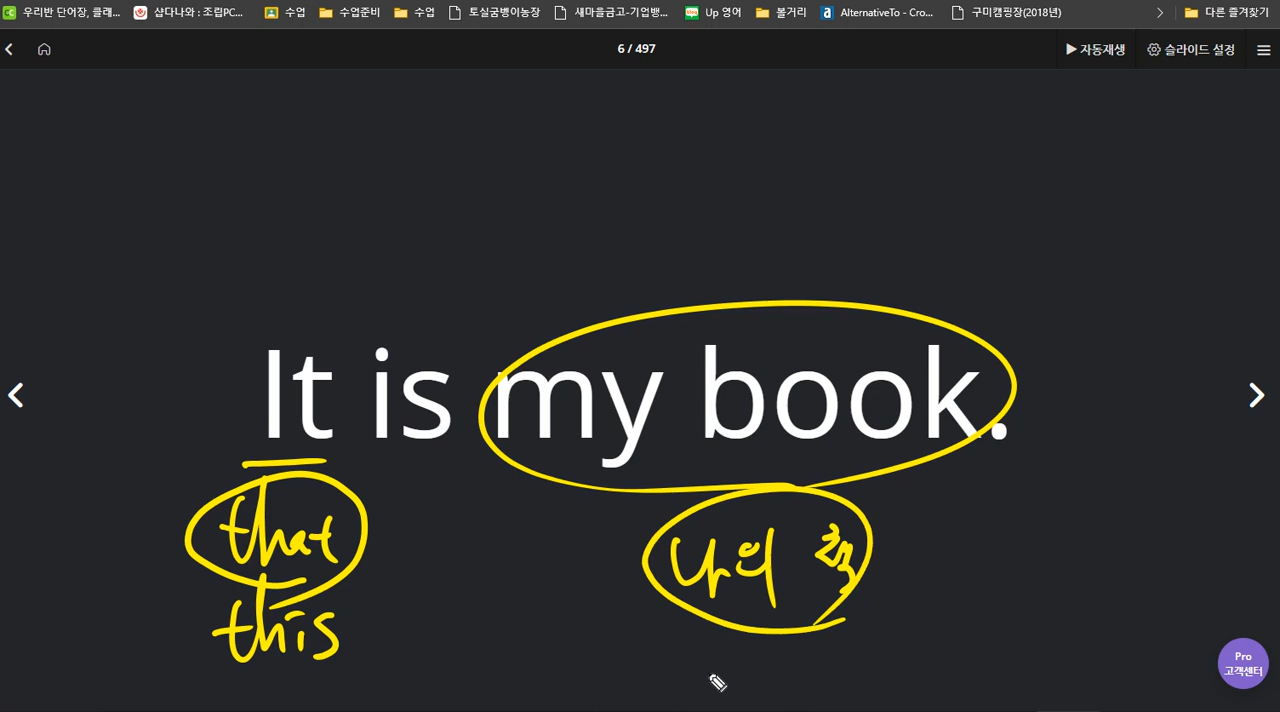 우리반 단어장, 클래... 샵다나와 : 조립PC... 수업 수업준비 수업 토실굼벵이농장 새마을금고-기업뱅... Up 영어 볼거리 AlternativeTo - Cro... 구미캠핑장(2018년) 다른 즐겨찾기
6 / 497 자동재생 슬라이드 설정
It is my book.
that 나의 책
this
Pro
고객센터